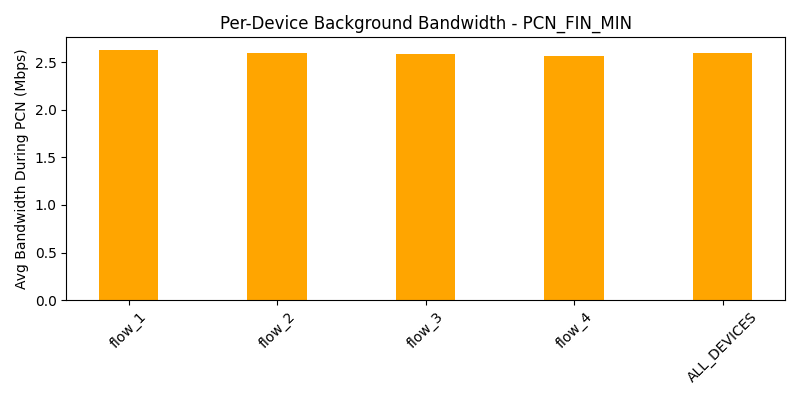 Per-Device Background Bandwidth - PCN_FIN_MIN
Avg Bandwidth During PCN (Mbps)
2.5
2.0
1.5
1.0
0.5
0.0
flow_1
flow_2
flow_3
flow_4
ALL_DEVICES